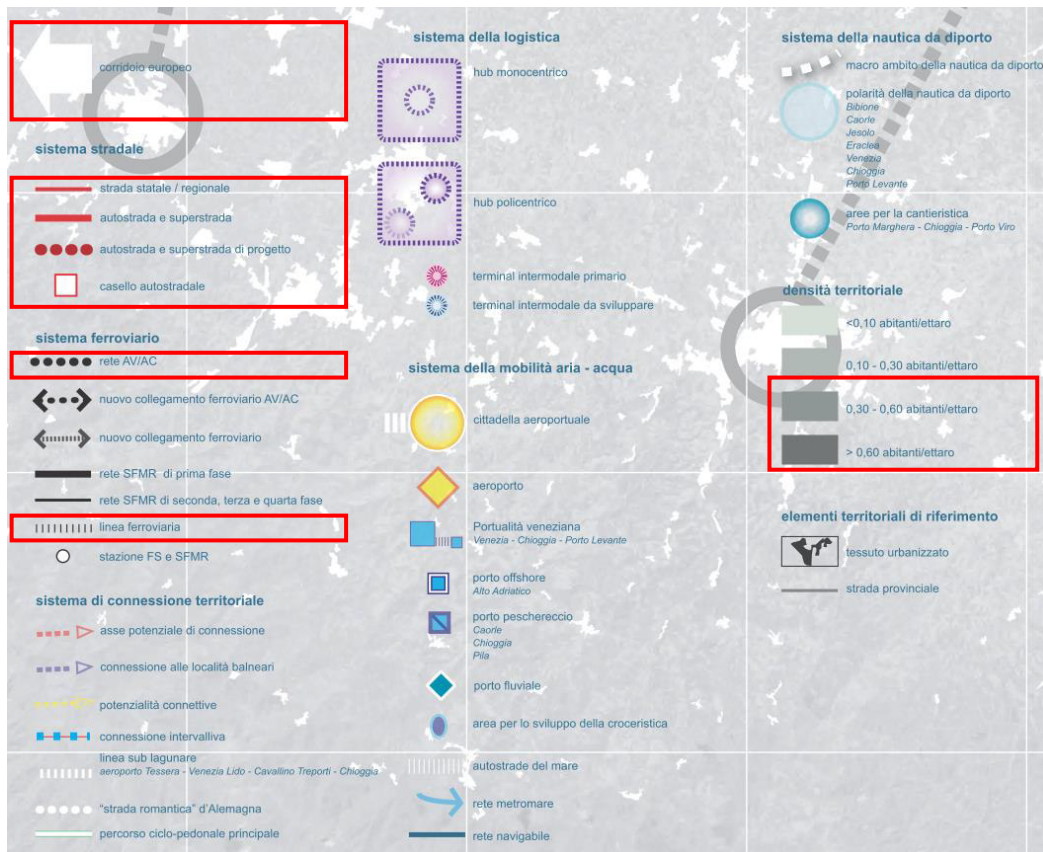 corridoio europeo
sistema stradale
strada statale / regionale
autostrada e superstrada
autostrada e superstrada di progetto
casello autostradale
sistema ferroviario
rete AV/AC
nuovo collegamento ferroviario AV/AC
nuovo collegamento ferroviario
rete SFMR di prima fase
rete SFMR di seconda, terza e quarta fase
linea ferroviaria
stazione FS e SFMR
sistema di connessione territoriale
asse potenziale di connessione
connessione alle località balneari
potenzialità connettive
connessione intervalliva
linea sub lagunare
aeroporto Tessera - Venezia Lido - Cavallino Treporti - Chioggia
"strada romantica" d'Alemagna
percorso ciclo-pedonale principale
sistema della logistica
hub monocentrico
hub policentrico
terminal intermodale primario
terminal intermodale da sviluppare
sistema della mobilità aria - acqua
cittadella aeroportuale
aeroporto
Portualità veneziana
Venezia - Chioggia - Porto Levante
porto offshore
Alto Adriatico
porto peschereccio
Caorle
Chioggia
Pila
porto fluviale
area per lo sviluppo della croceristica
autostrade del mare
rete metromare
rete navigabile
sistema della nautica da diporto
macro ambito della nautica da diporto
polarità della nautica da diporto
Bibione
Caorle
Jesolo
Eraclea
Venezia
Chioggia
Porto Levante
aree per la cantieristica
Porto Marghera - Chioggia - Porto Viro
densità territoriale
<0,10 abitanti/ettaro
0,10 - 0,30 abitanti/ettaro
0,30 - 0,60 abitanti/ettaro
> 0,60 abitanti/ettaro
elementi territoriali di riferimento
tessuto urbanizzato
strada provinciale